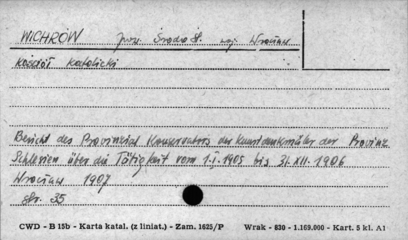 WICHRÓW pow. Środa Śl. woj. Wrocław
Kościół katolicki
Bericht des Provinzial Konservators der Kunstdenkmäler der Provinz
Schlesien über die Tätigkeit vom 1.I.1905 bis 31.XII.1906
Wrocław 1907
str. 35
CWD - B 15b - Karta katal. (z liniat.) - Zam. 1625/P Wrak - 830 - 1.169.000 - Kart. 5 kl. A1